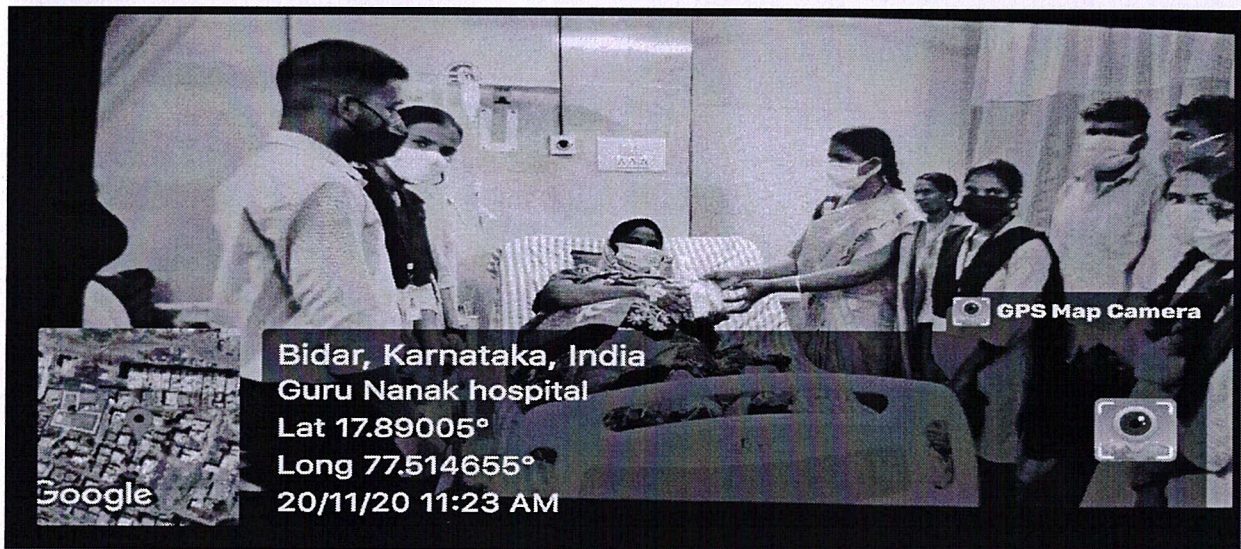 GPS Map Camera
Bidar, Karnataka, India
Guru Nanak hospital
Lat 17.89005°
Long 77.514655°
20/11/20 11:23 AM
Google